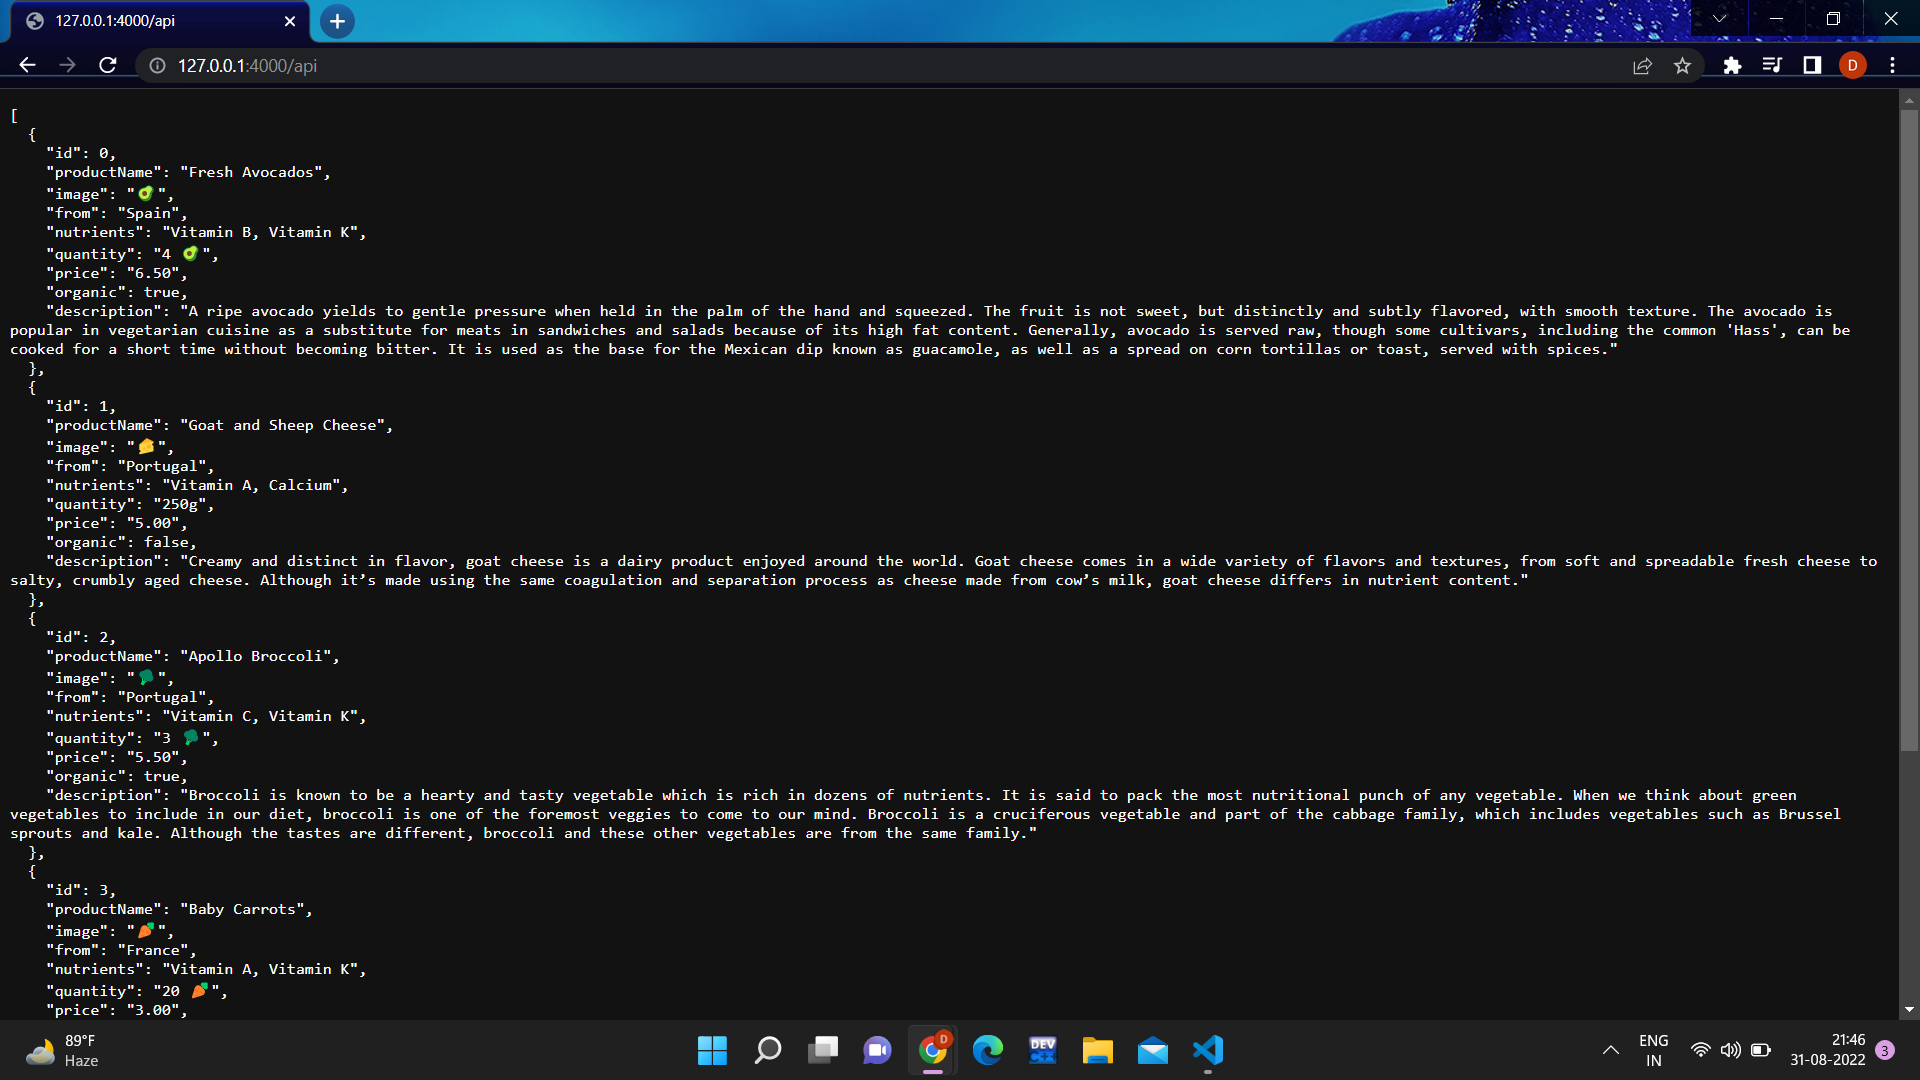 127.0.0.1:4000/api
127.0.0.1:4000/api
D
[
  {
    "id": 0,
    "productName": "Fresh Avocados",
    "image": "🥑",
    "from": "Spain",
    "nutrients": "Vitamin B, Vitamin K",
    "quantity": "4 🥑",
    "price": "6.50",
    "organic": true,
    "description": "A ripe avocado yields to gentle pressure when held in the palm of the hand and squeezed. The fruit is not sweet, but distinctly and subtly flavored, with smooth texture. The avocado is
popular in vegetarian cuisine as a substitute for meats in sandwiches and salads because of its high fat content. Generally, avocado is served raw, though some cultivars, including the common 'Hass', can be
cooked for a short time without becoming bitter. It is used as the base for the Mexican dip known as guacamole, as well as a spread on corn tortillas or toast, served with spices."
  },
  {
    "id": 1,
    "productName": "Goat and Sheep Cheese",
    "image": "🧀",
    "from": "Portugal",
    "nutrients": "Vitamin A, Calcium",
    "quantity": "250g",
    "price": "5.00",
    "organic": false,
    "description": "Creamy and distinct in flavor, goat cheese is a dairy product enjoyed around the world. Goat cheese comes in a wide variety of flavors and textures, from soft and spreadable fresh cheese to
salty, crumbly aged cheese. Although it’s made using the same coagulation and separation process as cheese made from cow’s milk, goat cheese differs in nutrient content."
  },
  {
    "id": 2,
    "productName": "Apollo Broccoli",
    "image": "🥦",
    "from": "Portugal",
    "nutrients": "Vitamin C, Vitamin K",
    "quantity": "3 🥦",
    "price": "5.50",
    "organic": true,
    "description": "Broccoli is known to be a hearty and tasty vegetable which is rich in dozens of nutrients. It is said to pack the most nutritional punch of any vegetable. When we think about green
vegetables to include in our diet, broccoli is one of the foremost veggies to come to our mind. Broccoli is a cruciferous vegetable and part of the cabbage family, which includes vegetables such as Brussel
sprouts and kale. Although the tastes are different, broccoli and these other vegetables are from the same family."
  },
  {
    "id": 3,
    "productName": "Baby Carrots",
    "image": "🥕",
    "from": "France",
    "nutrients": "Vitamin A, Vitamin K",
    "quantity": "20 🥕",
    "price": "3.00",
89°F
Haze
D
DEV
C++
ENG
IN
21:46
31-08-2022
3